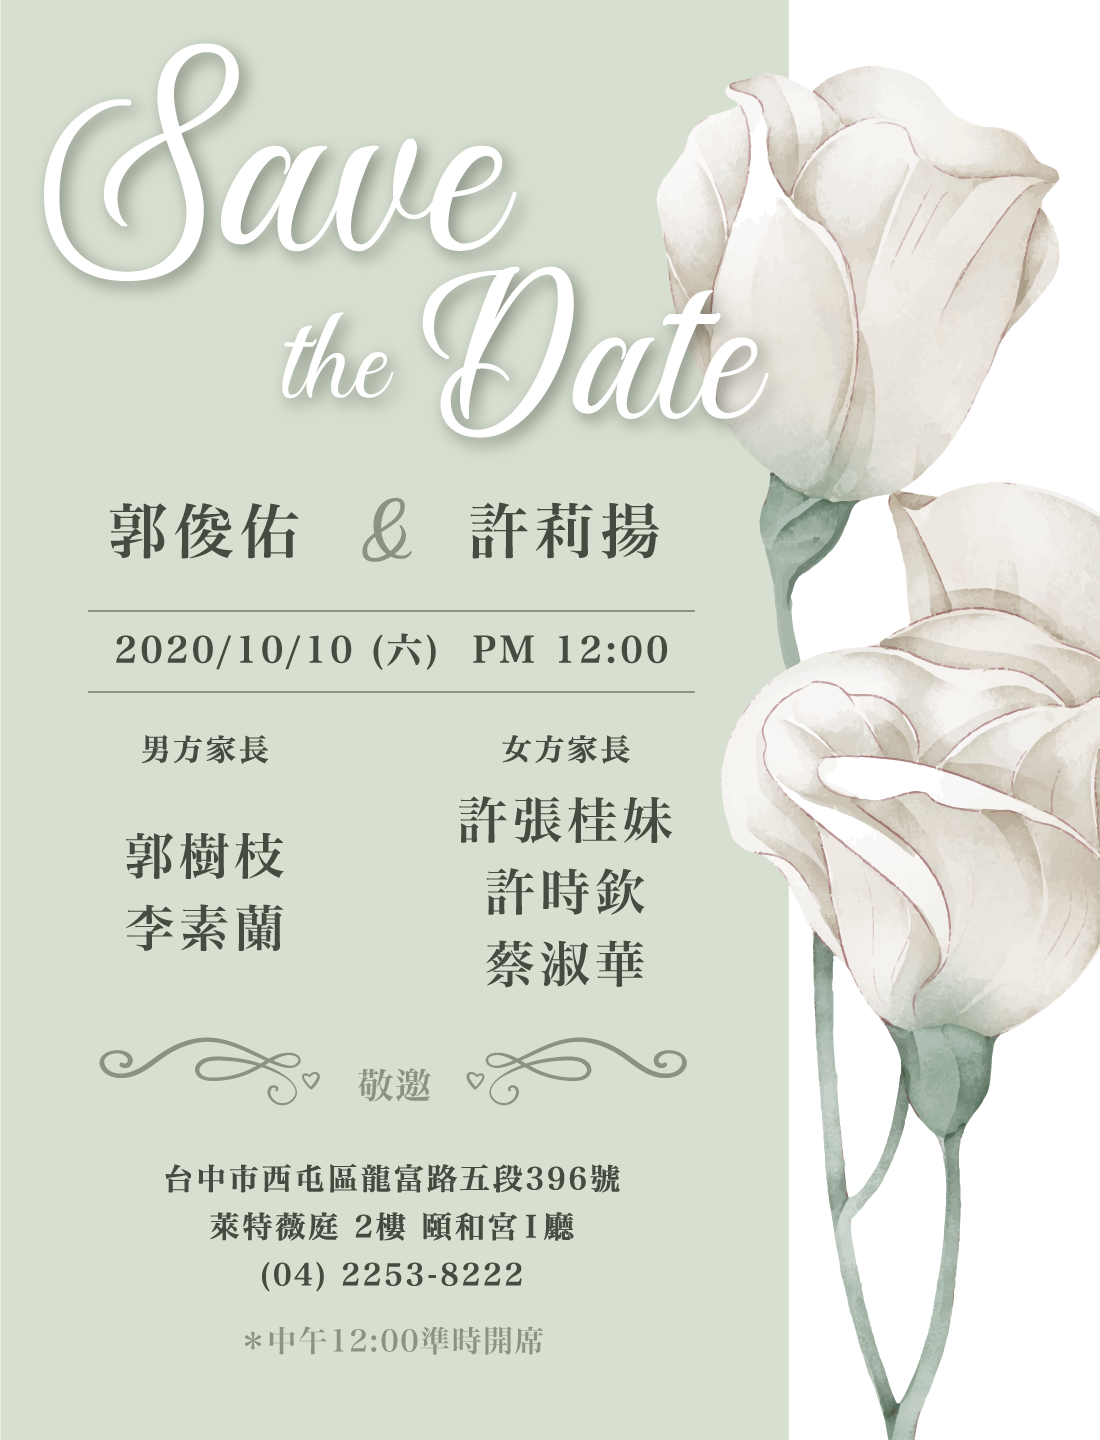 Save
the Date
郭俊佑 & 許莉揚
2020/10/10 (六) PM 12:00
男方家長
郭樹枝
李素蘭
女方家長
許張桂妹
許時欽
蔡淑華
敬邀
台中市西屯區龍富路五段396號
萊特薇庭 2樓 頤和宮I廳
(04) 2253-8222
*中午12:00準時開席